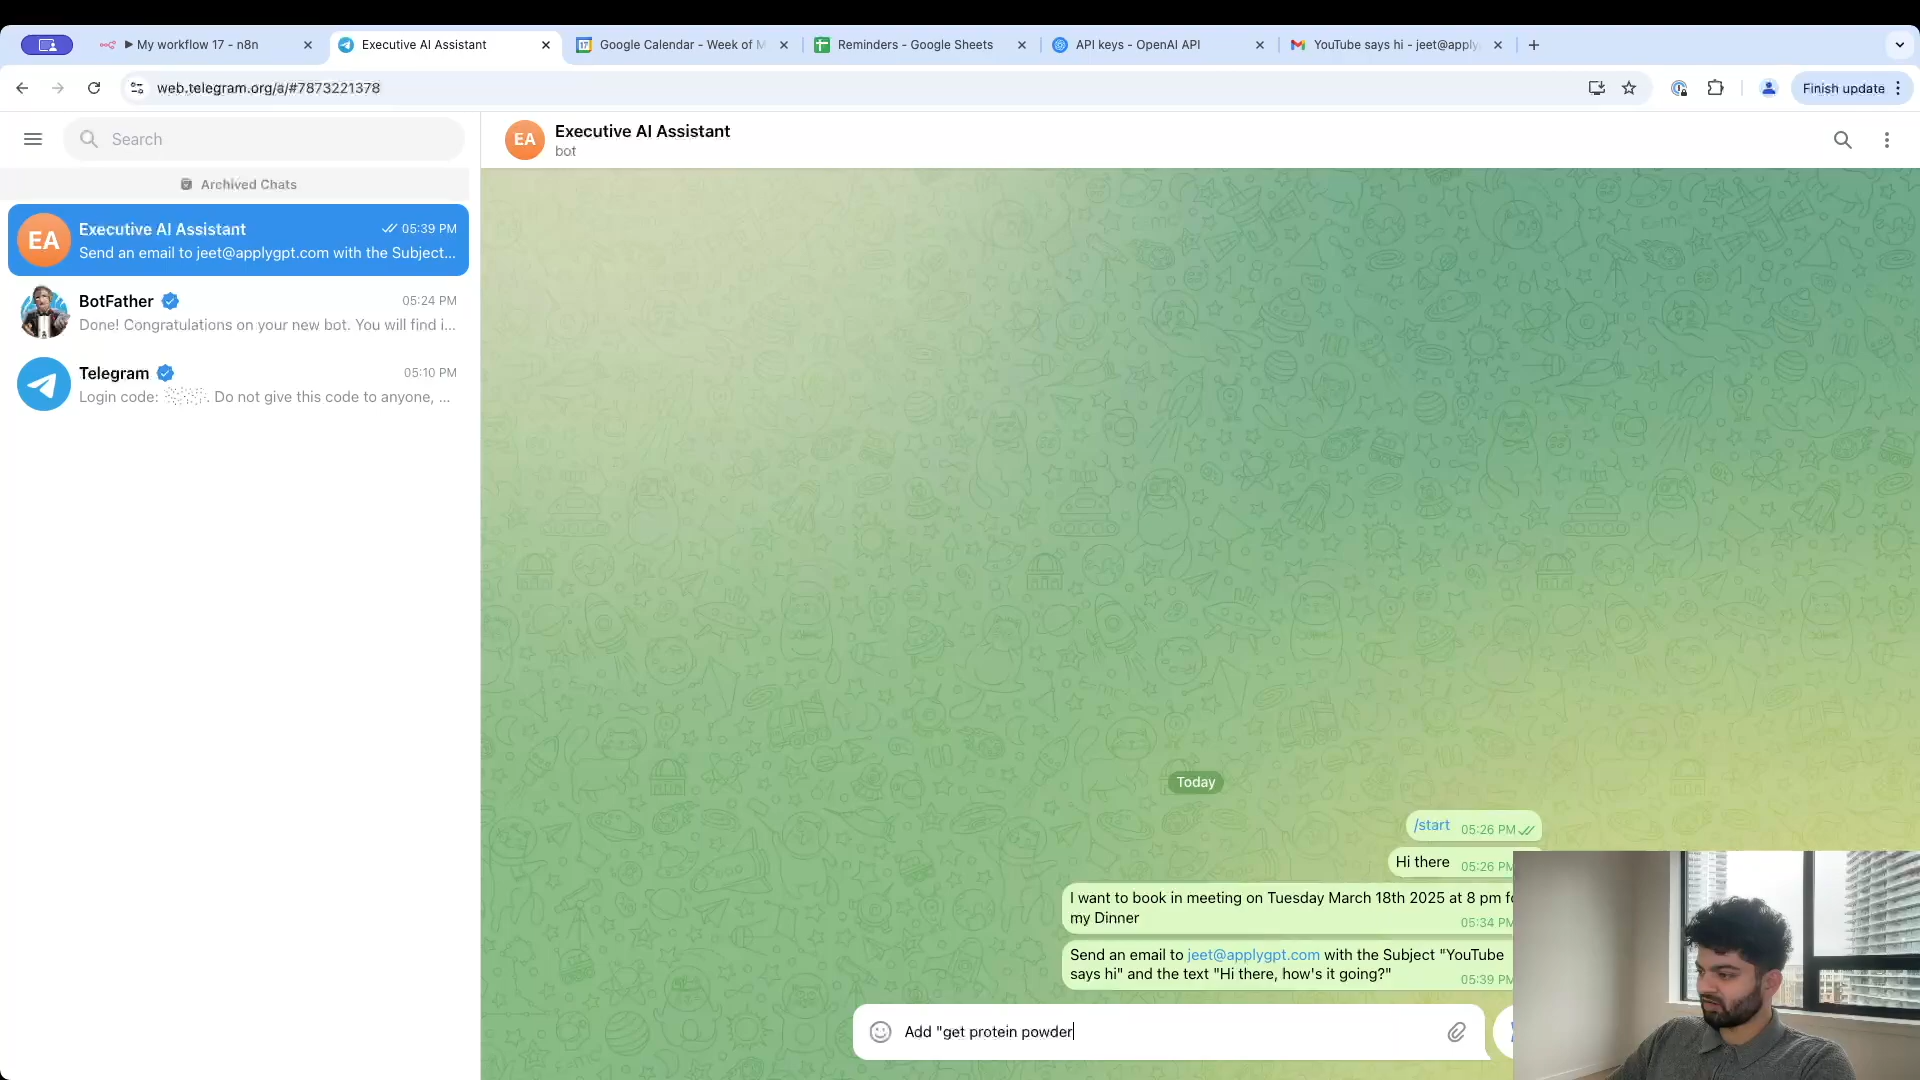 My workflow 17 - n8n
Executive AI Assistant
Google Calendar - Week of M
Reminders - Google Sheets
API keys - OpenAI API
YouTube says hi - jeet@apply
web.telegram.org/a/#7873221378
Finish update
Search
Archived Chats
EA
Executive AI Assistant
05:39 PM
Send an email to jeet@applygpt.com with the Subject...
BotFather
05:24 PM
Done! Congratulations on your new bot. You will find i...
Telegram
05:10 PM
Login code: . Do not give this code to anyone, ...
EA
Executive AI Assistant
bot
Today
/start 05:26 PM
Hi there 05:26 PM
I want to book in meeting on Tuesday March 18th 2025 at 8 pm fo
my Dinner 05:34 PM
Send an email to jeet@applygpt.com with the Subject "YouTube
says hi" and the text "Hi there, how's it going?" 05:39 PM
Add "get protein powder